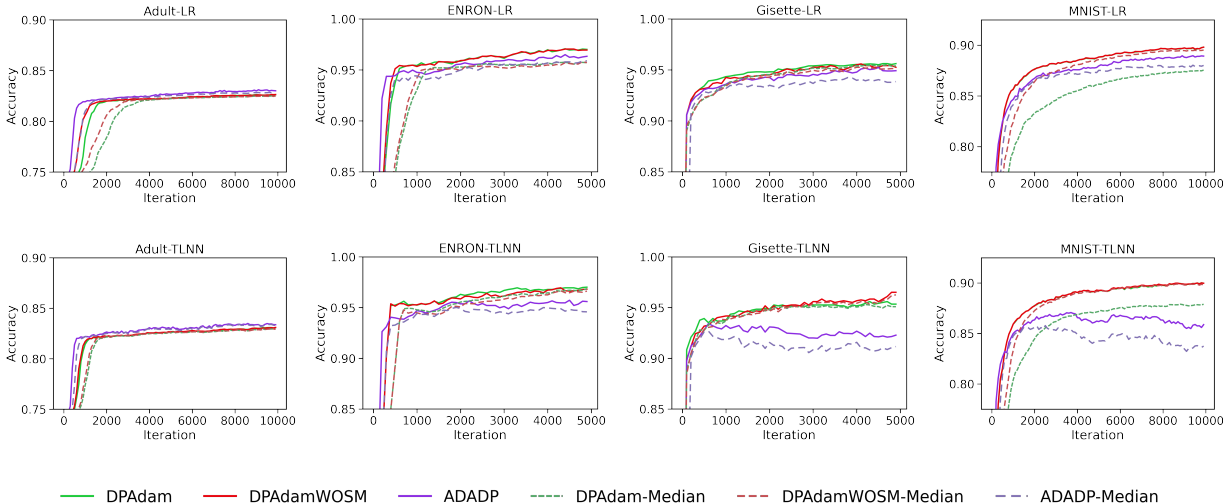 Adult-LR ENRON-LR Gisette-LR MNIST-LR
0.90 0.85 0.80 0.75
Accuracy
0 2000 4000 6000 8000 10000
Iteration
1.00 0.95 0.90 0.85
Accuracy
0 1000 2000 3000 4000 5000
Iteration
1.00 0.95 0.90 0.85
Accuracy
0 1000 2000 3000 4000 5000
Iteration
0.90 0.85 0.80
Accuracy
0 2000 4000 6000 8000 10000
Iteration
Adult-TLNN ENRON-TLNN Gisette-TLNN MNIST-TLNN
0.90 0.85 0.80 0.75
Accuracy
0 2000 4000 6000 8000 10000
Iteration
1.00 0.95 0.90 0.85
Accuracy
0 1000 2000 3000 4000 5000
Iteration
1.00 0.95 0.90 0.85
Accuracy
0 1000 2000 3000 4000 5000
Iteration
0.90 0.85 0.80
Accuracy
0 2000 4000 6000 8000 10000
Iteration
DPAdam DPAdamWOSM ADADP DPAdam-Median DPAdamWOSM-Median ADADP-Median